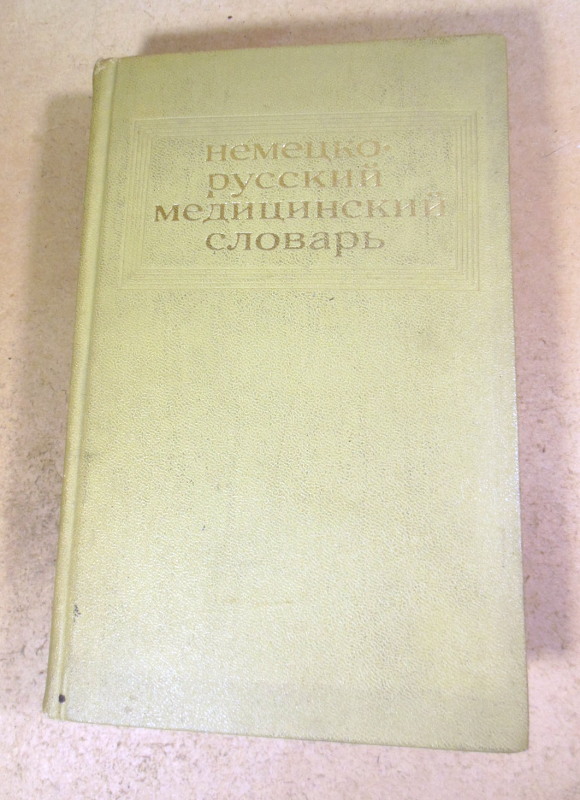 немецко-
русский
медицинский
словарь